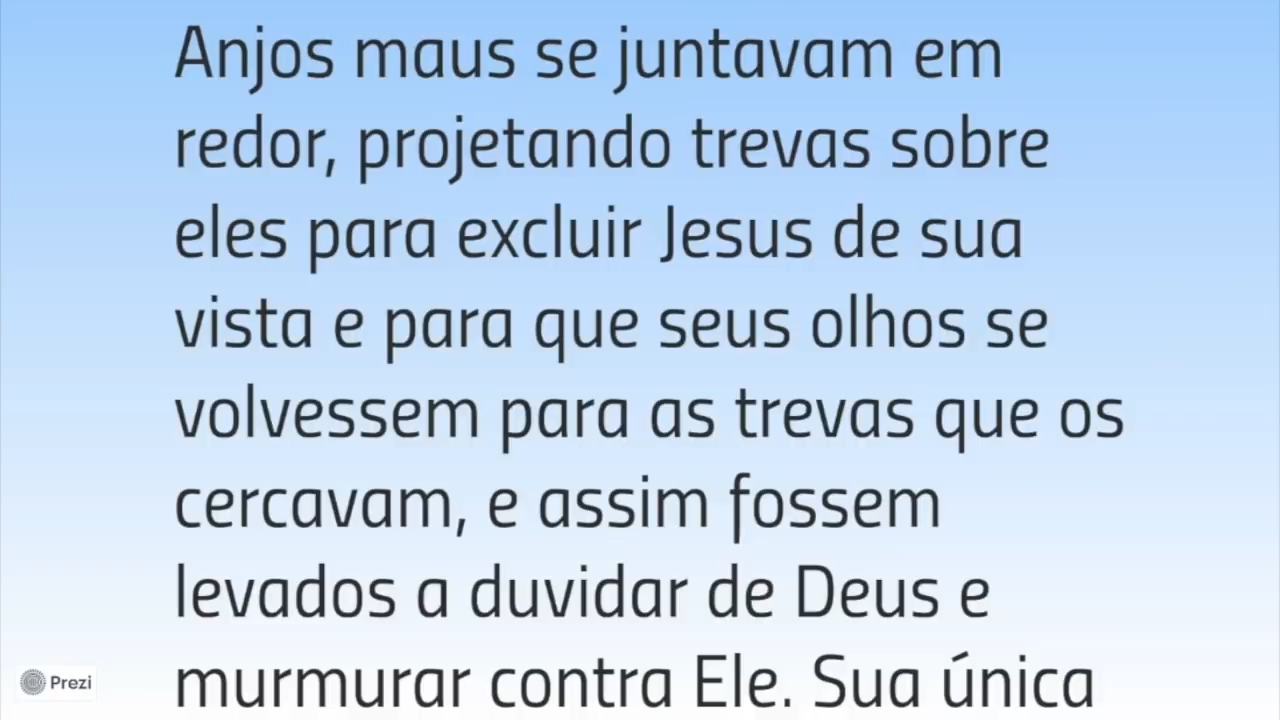 Anjos maus se juntavam em
redor, projetando trevas sobre
eles para excluir Jesus de sua
vista e para que seus olhos se
volvessem para as trevas que os
cercavam, e assim fossem
levados a duvidar de Deus e
murmurar contra Ele. Sua única
Prezi